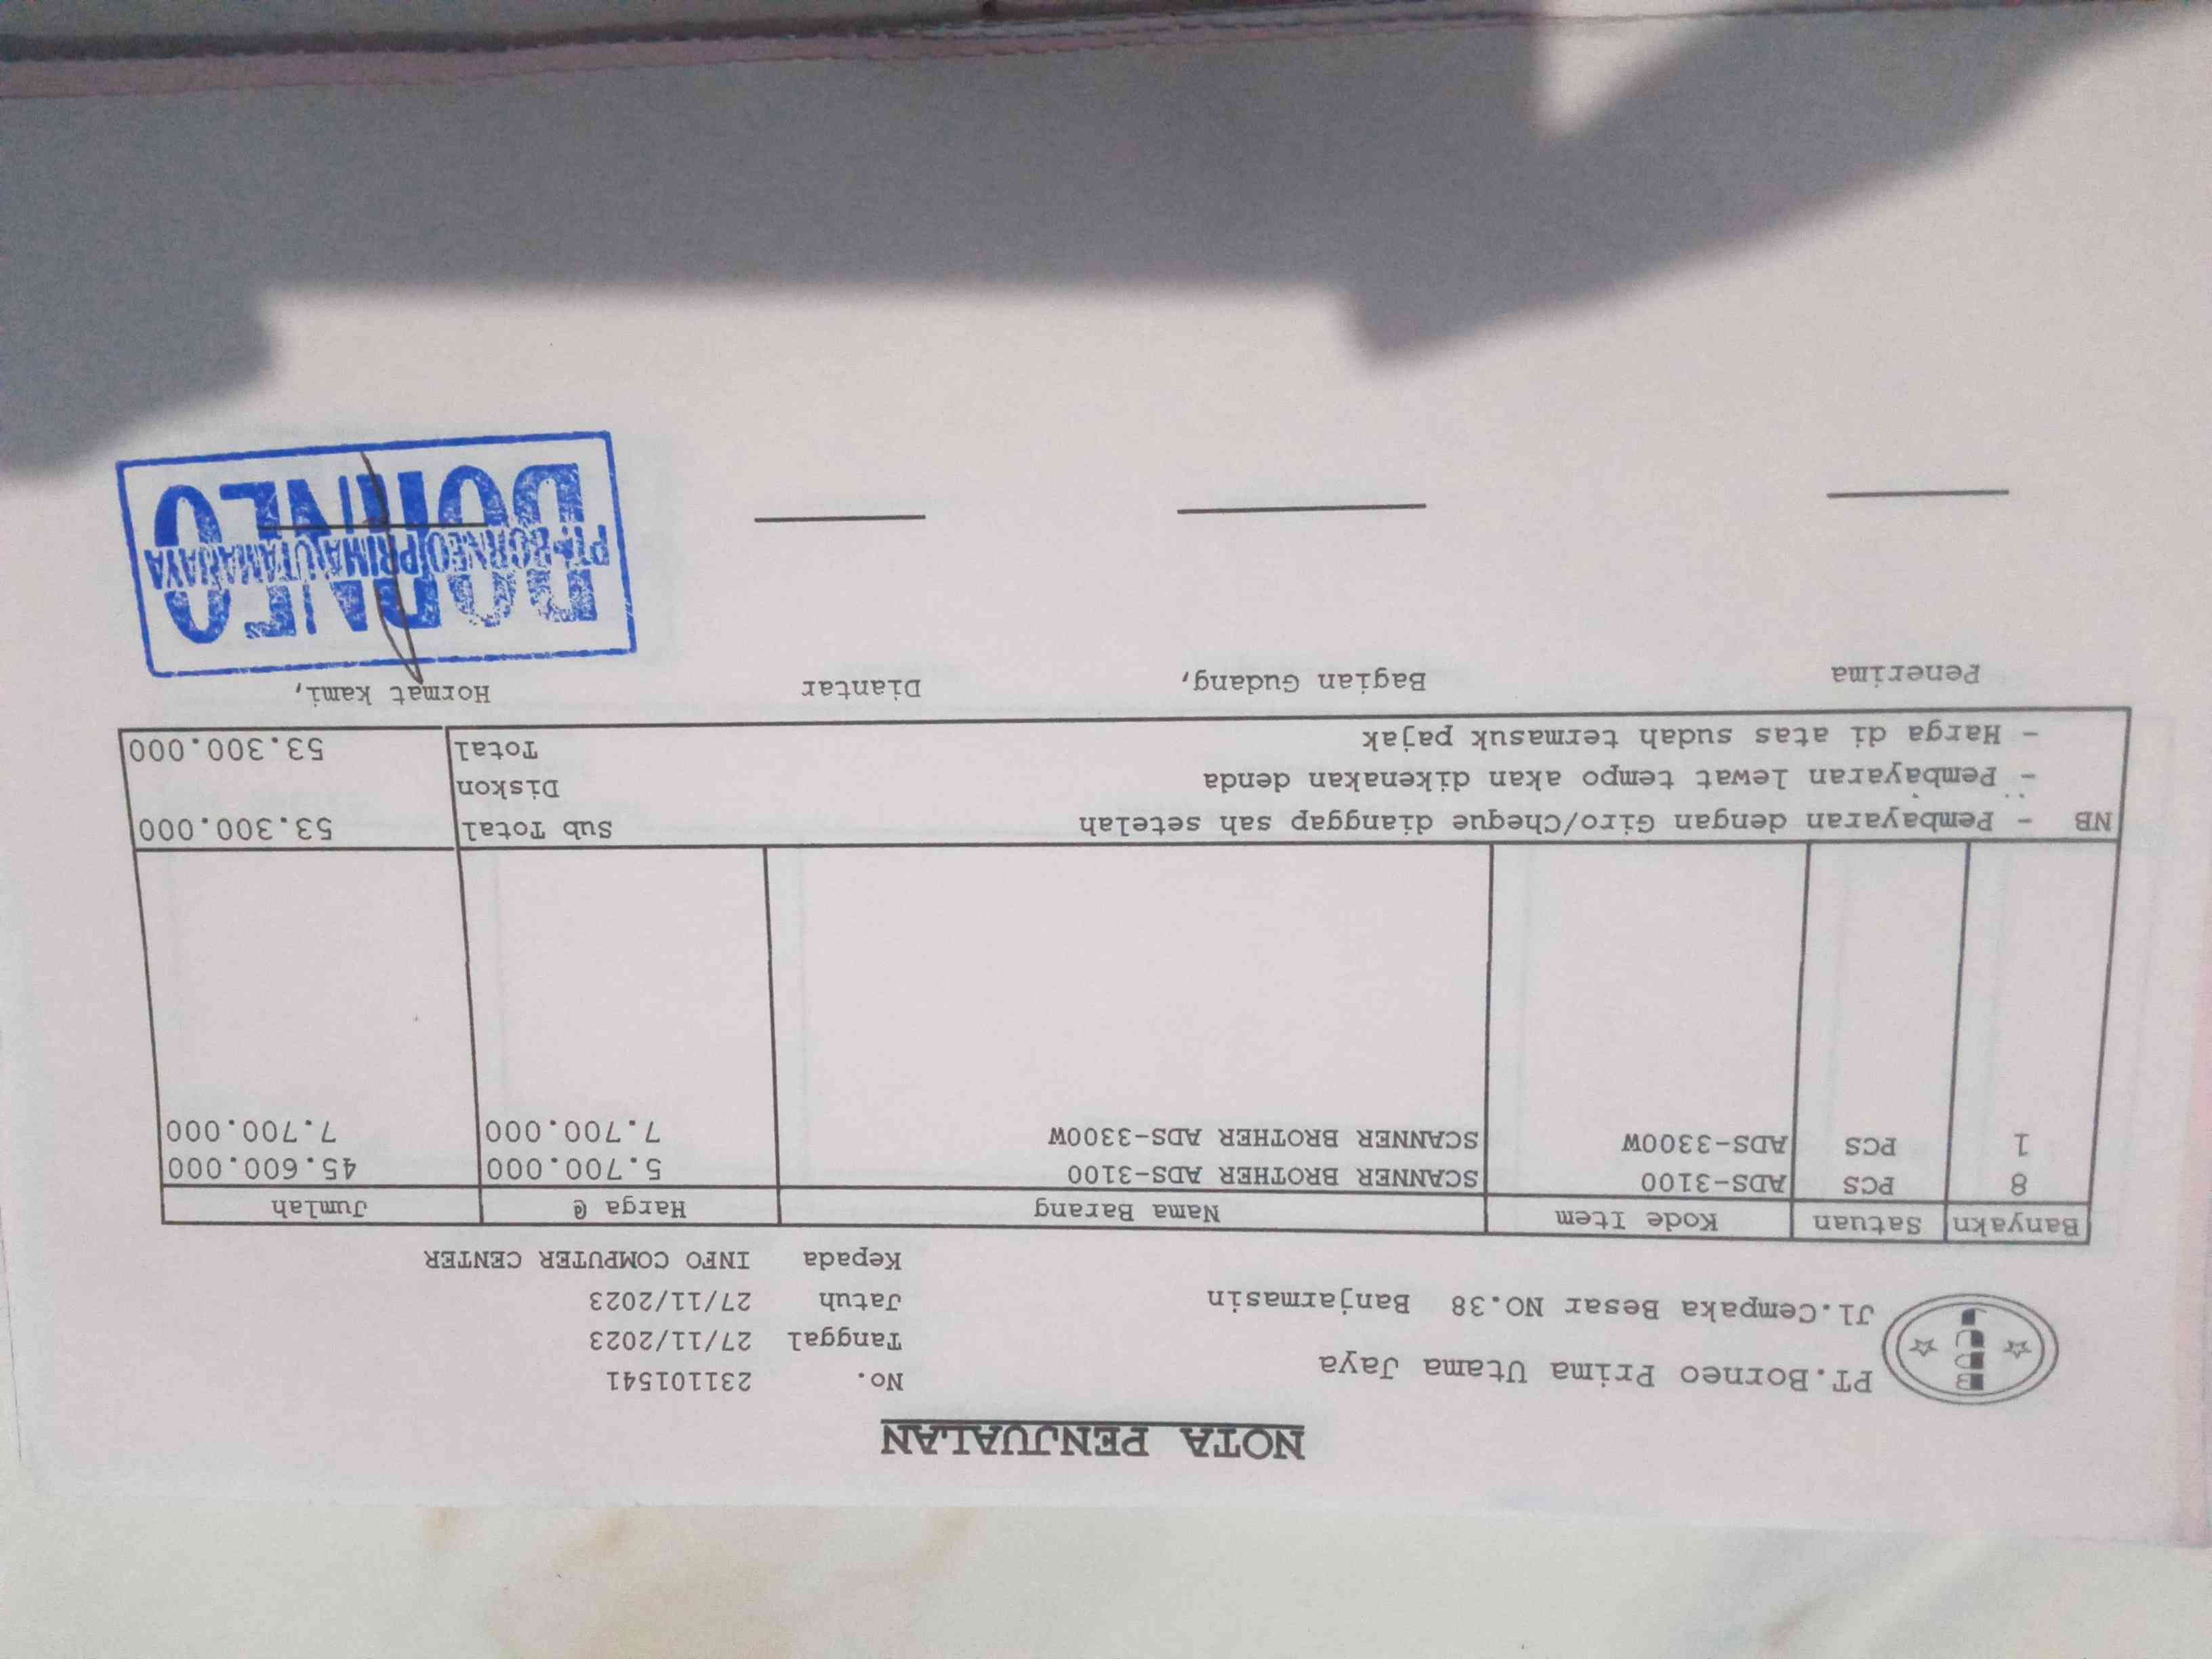 NOTA PENJUALAN
PT.Borneo Prima Utama Jaya
Jl.Cempaka Besar NO.38 Banjarmasin
No. 231101541
Tanggal 27/11/2023
Jatuh 27/11/2023
Kepada INFO COMPUTER CENTER
Banyakn Satuan Kode Item Nama Barang Harga @ Jumlah
8 PCS ADS-3100 SCANNER BROTHER ADS-3100 5.700.000 45.600.000
1 PCS ADS-3300W SCANNER BROTHER ADS-3300W 7.700.000 7.700.000
NB - Pembayaran dengan Giro/Cheque dianggap sah setelah Sub Total 53.300.000
- Pembayaran lewat tempo akan dikenakan denda Diskon
- Harga di atas sudah termasuk pajak Total 53.300.000
Penerima Bagian Gudang, Diantar Hormat kami,
BORNEO
PT. BORNEO PRIMA UTAMA JAYA
BORNEO